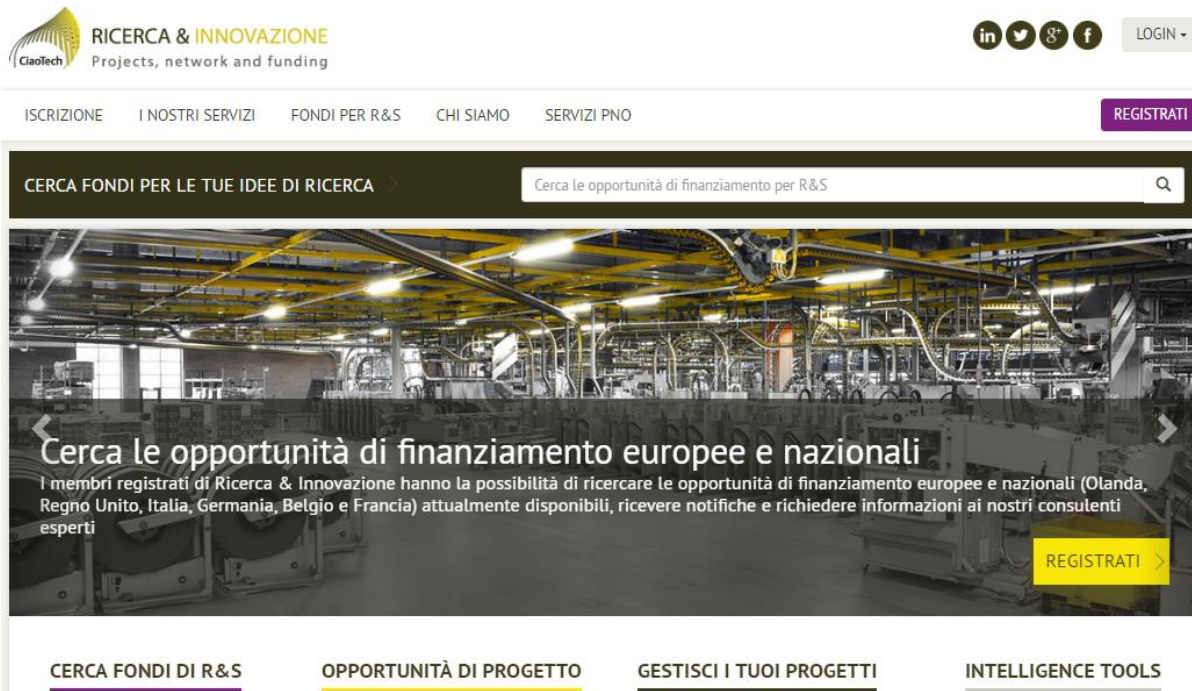 CiaoTech
RICERCA & INNOVAZIONE
Projects, network and funding
in g+ f
LOGIN
ISCRIZIONE I NOSTRI SERVIZI FONDI PER R&S CHI SIAMO SERVIZI PNO
REGISTRATI
CERCA FONDI PER LE TUE IDEE DI RICERCA
Cerca le opportunità di finanziamento per R&S
Cerca le opportunità di finanziamento europee e nazionali
I membri registrati di Ricerca & Innovazione hanno la possibilità di ricercare le opportunità di finanziamento europee e nazionali (Olanda,
Regno Unito, Italia, Germania, Belgio e Francia) attualmente disponibili, ricevere notifiche e richiedere informazioni ai nostri consulenti
esperti
REGISTRATI
CERCA FONDI DI R&S OPPORTUNITÀ DI PROGETTO GESTISCI I TUOI PROGETTI INTELLIGENCE TOOLS